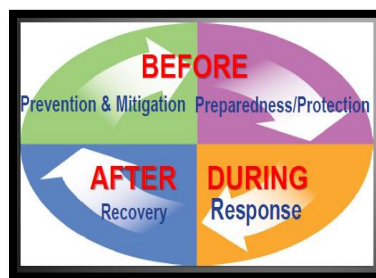 BEFORE
Prevention & Mitigation Preparedness/Protection
AFTER DURING
Recovery Response